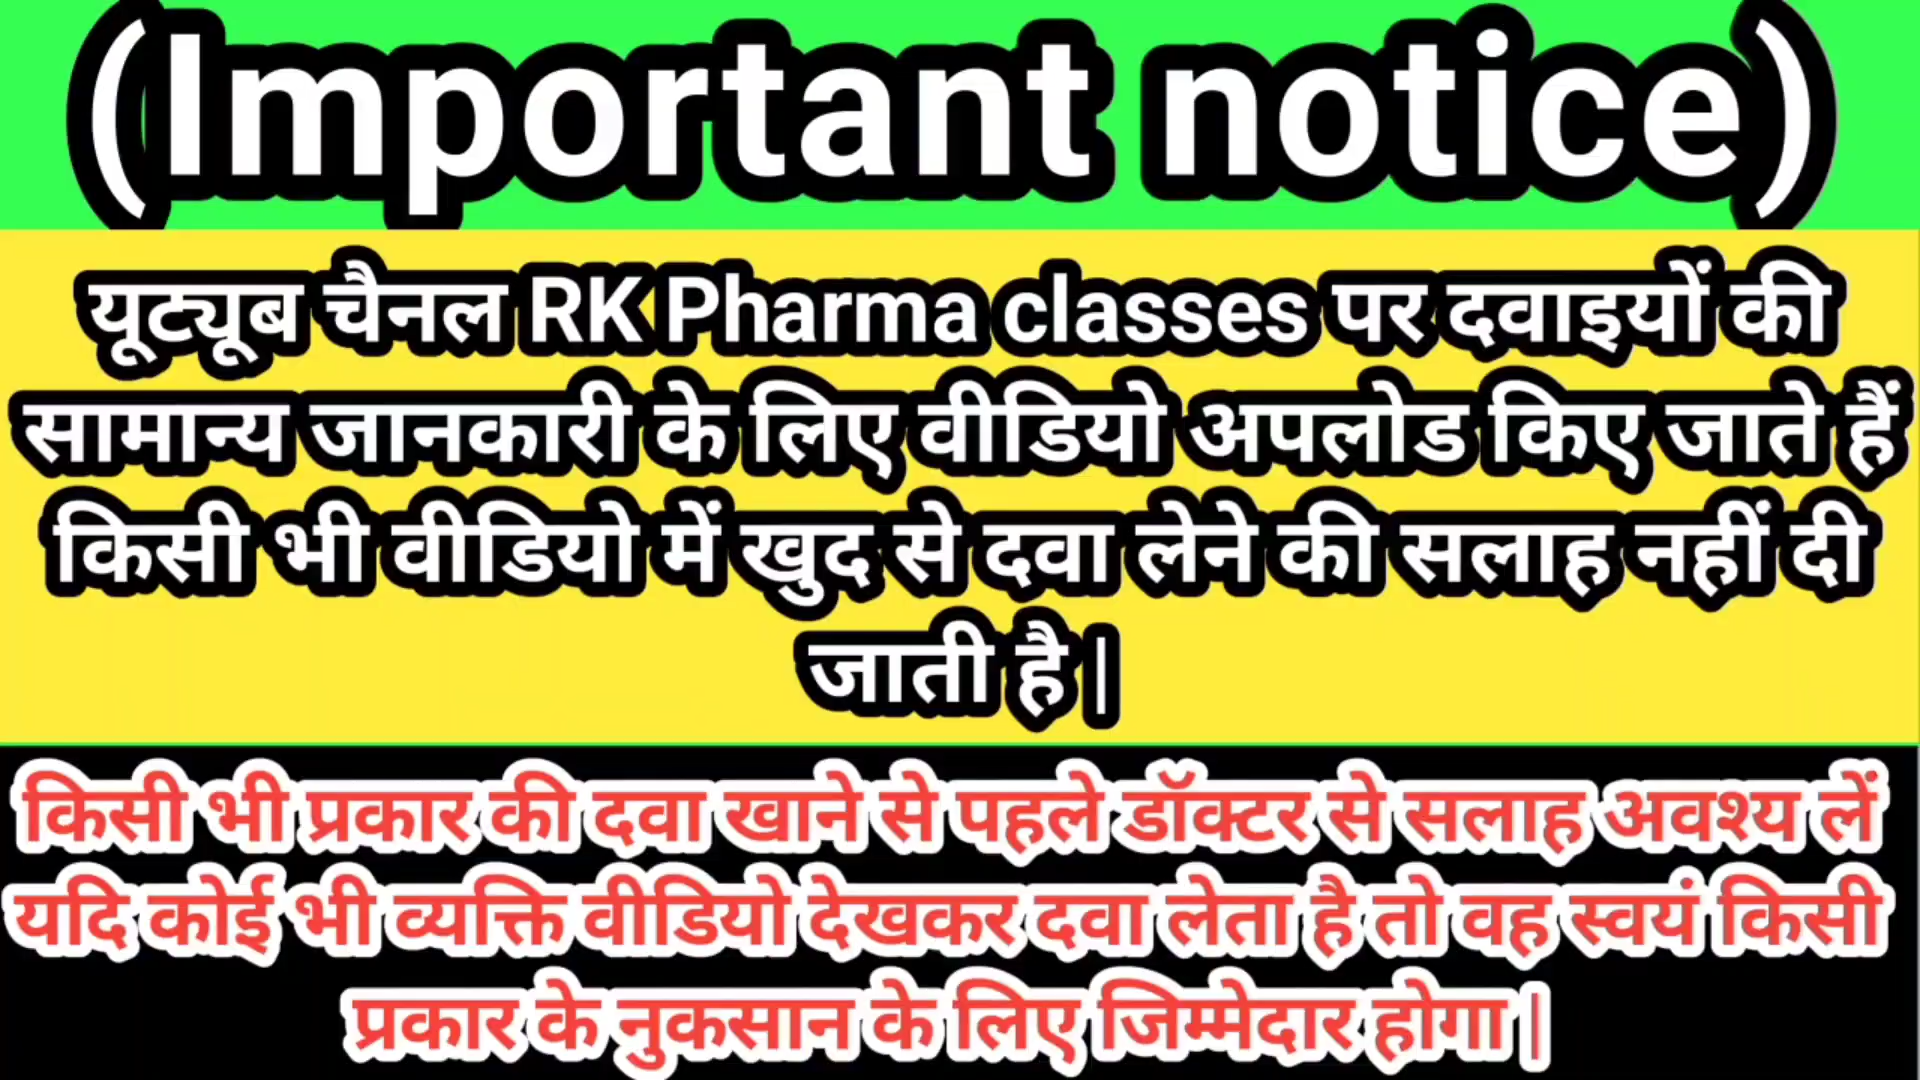 (Important notice)
यूट्यूब चैनल RK Pharma classes पर दवाइयों की
सामान्य जानकारी के लिए वीडियो अपलोड किए जाते हैं
किसी भी वीडियो में खुद से दवा लेने की सलाह नहीं दी
जाती है |
किसी भी प्रकार की दवा खाने से पहले डॉक्टर से सलाह अवश्य लें
यदि कोई भी व्यक्ति वीडियो देखकर दवा लेता है तो वह स्वयं किसी
प्रकार के नुकसान के लिए जिम्मेदार होगा |